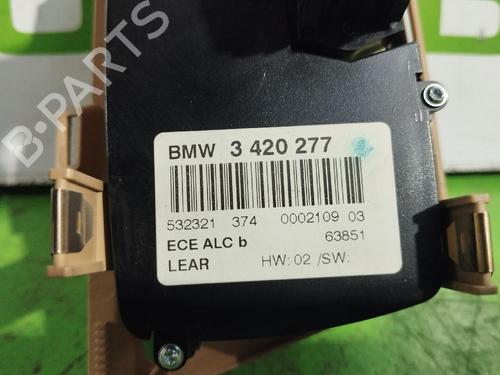 B-PARTS
BMW 3 420 277
532321 374 0002109 03
ECE ALC b 63851
LEAR HW: 02 /SW: